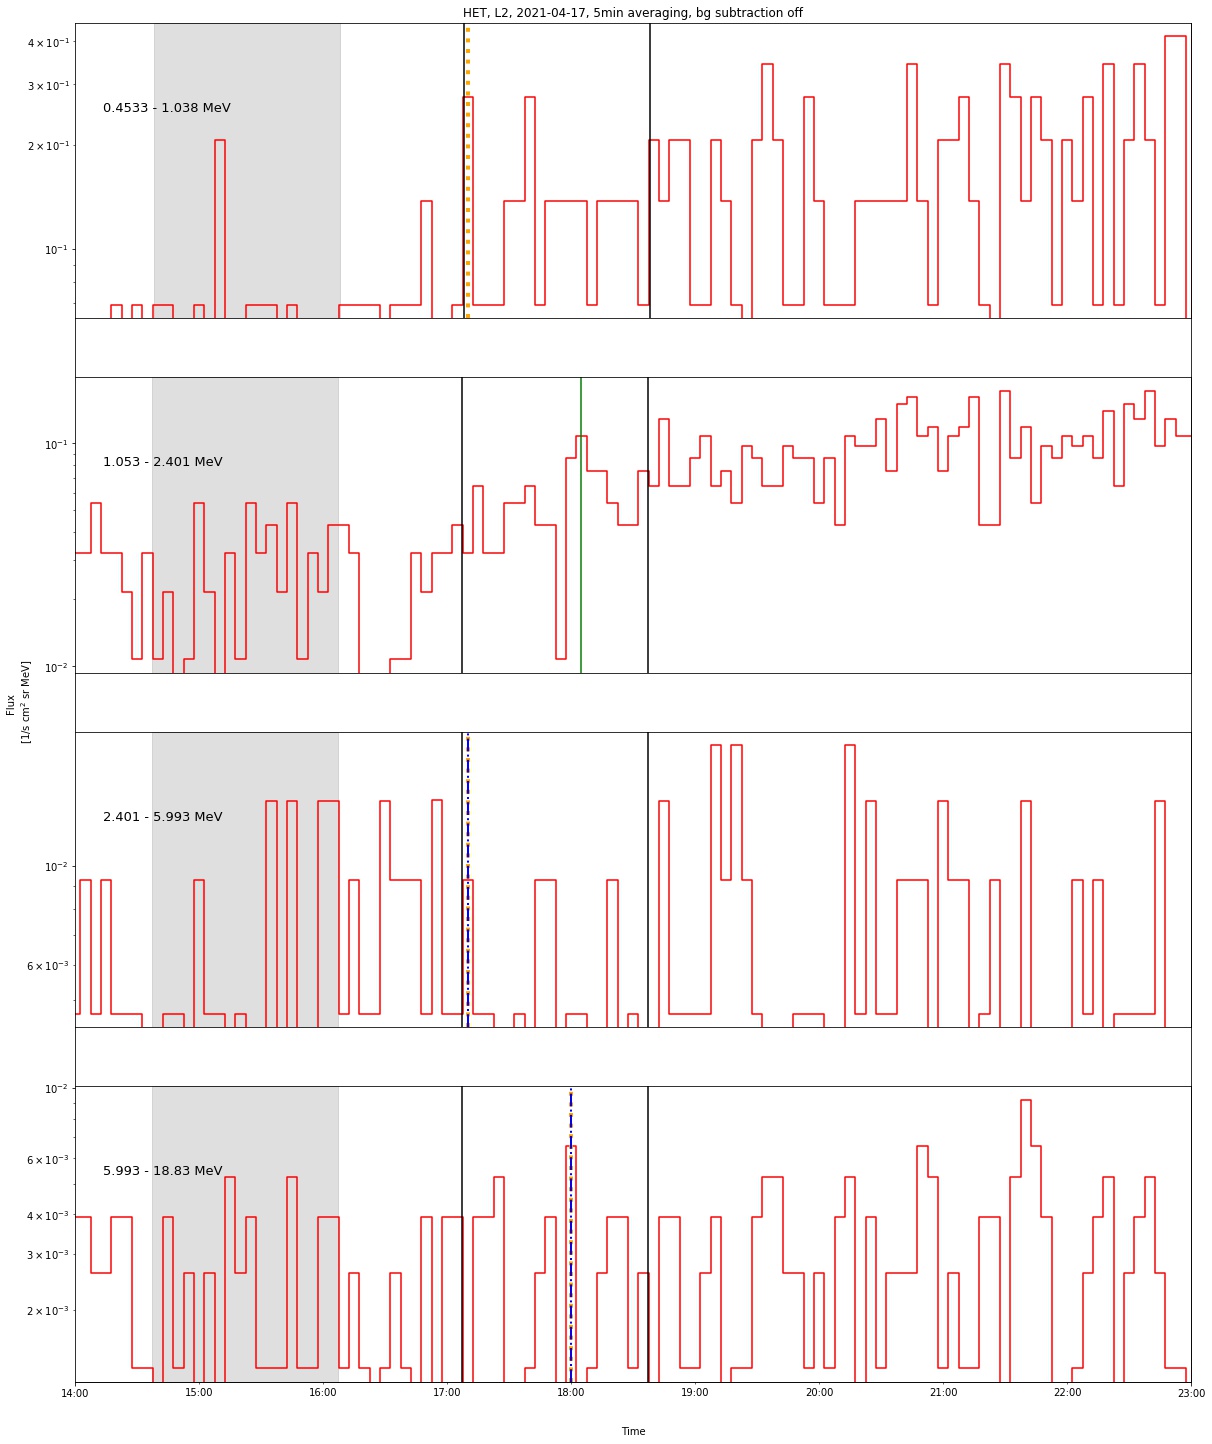 HET, L2, 2021-04-17, 5min averaging, bg subtraction off
4 × 10⁻¹
3 × 10⁻¹
0.4533 - 1.038 MeV
2 × 10⁻¹
10⁻¹
10⁻¹
1.053 - 2.401 MeV
10⁻²
Flux
[1/s cm² sr MeV]
2.401 - 5.993 MeV
10⁻²
6 × 10⁻³
10⁻²
6 × 10⁻³
5.993 - 18.83 MeV
4 × 10⁻³
3 × 10⁻³
2 × 10⁻³
14:00 15:00 16:00 17:00 18:00 19:00 20:00 21:00 22:00 23:00
Time